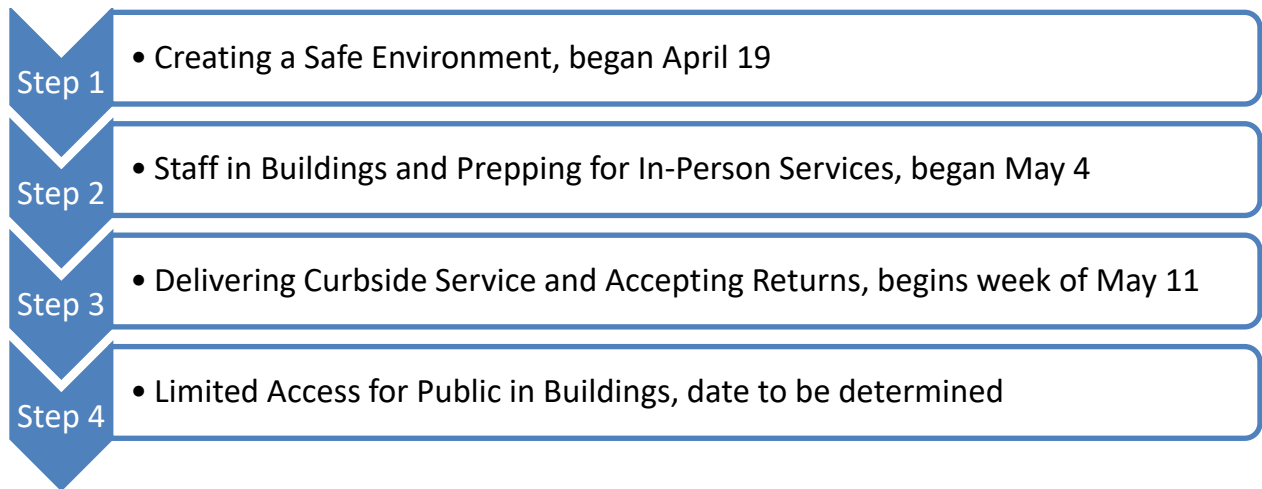 Step 1
• Creating a Safe Environment, began April 19
Step 2
• Staff in Buildings and Prepping for In-Person Services, began May 4
Step 3
• Delivering Curbside Service and Accepting Returns, begins week of May 11
Step 4
• Limited Access for Public in Buildings, date to be determined